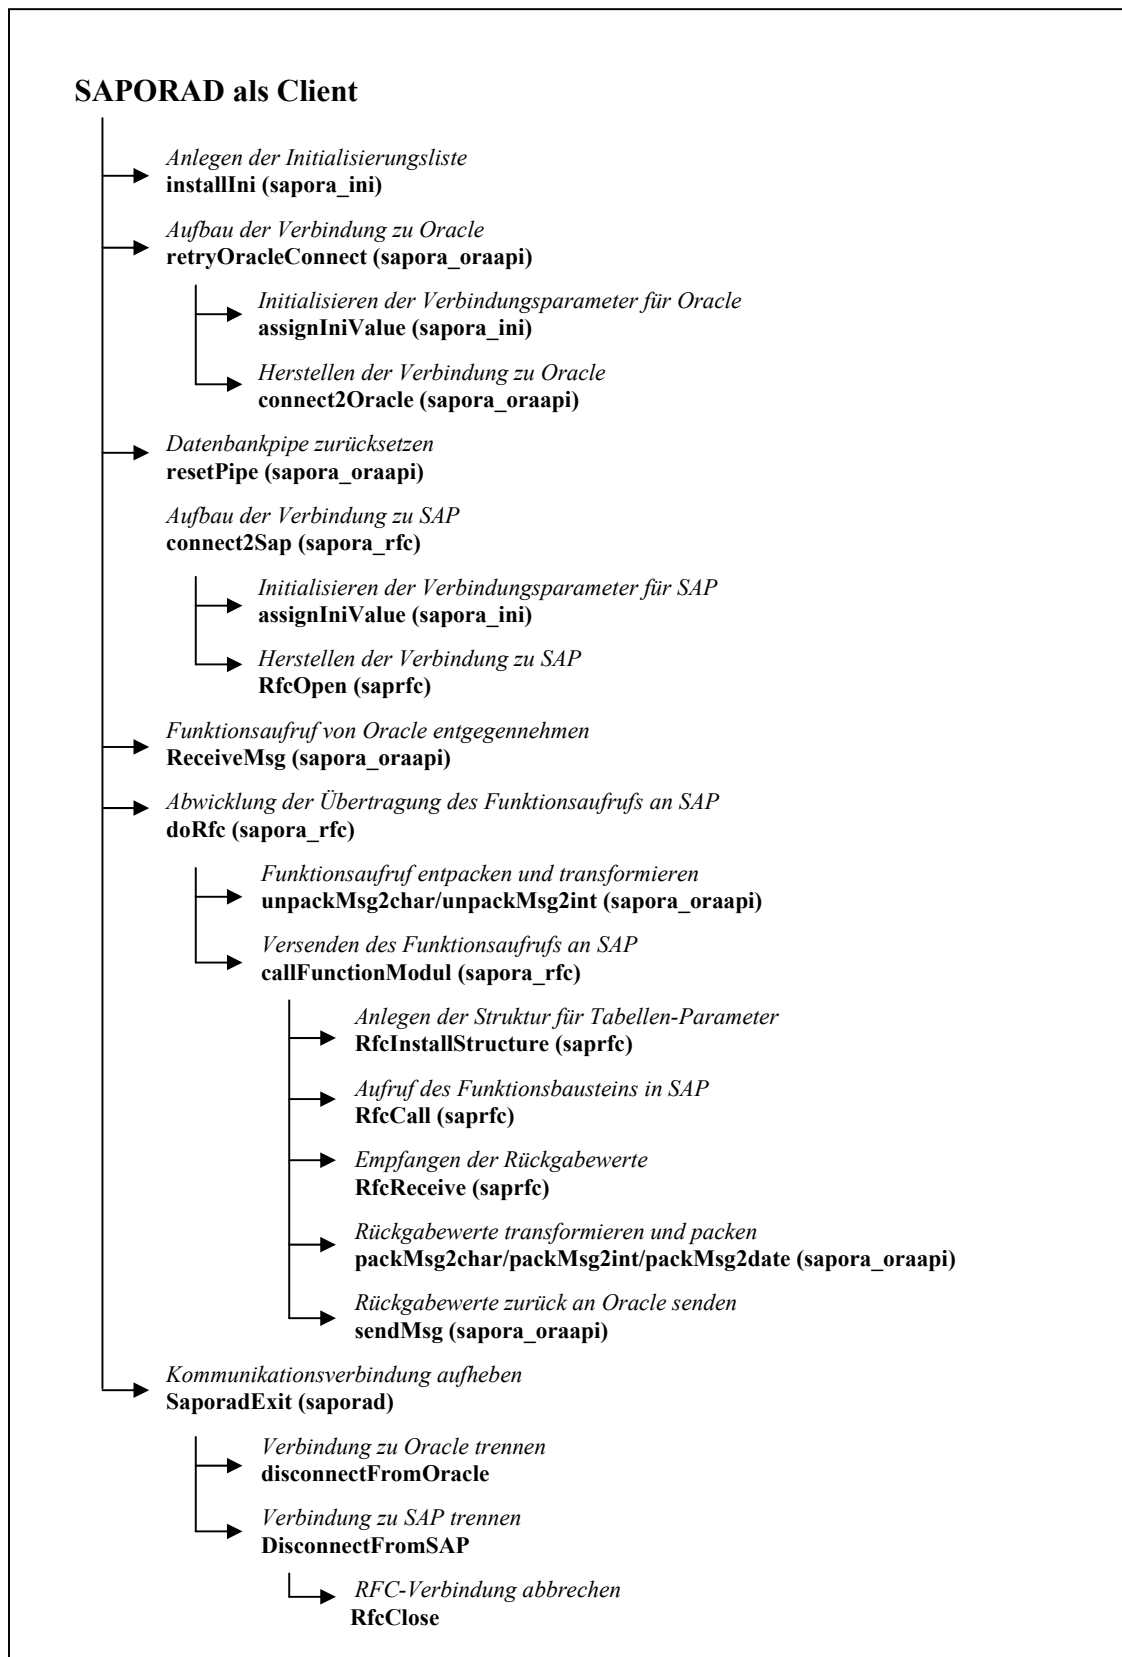 SAPORAD als Client
Anlegen der Initialisierungsliste
installIni (sapora_ini)
Aufbau der Verbindung zu Oracle
retryOracleConnect (sapora_oraapi)
Initialisieren der Verbindungsparameter für Oracle
assignIniValue (sapora_ini)
Herstellen der Verbindung zu Oracle
connect2Oracle (sapora_oraapi)
Datenbankpipe zurücksetzen
resetPipe (sapora_oraapi)
Aufbau der Verbindung zu SAP
connect2Sap (sapora_rfc)
Initialisieren der Verbindungsparameter für SAP
assignIniValue (sapora_ini)
Herstellen der Verbindung zu SAP
RfcOpen (saprfc)
Funktionsaufruf von Oracle entgegennehmen
ReceiveMsg (sapora_oraapi)
Abwicklung der Übertragung des Funktionsaufrufs an SAP
doRfc (sapora_rfc)
Funktionsaufruf entpacken und transformieren
unpackMsg2char/unpackMsg2int (sapora_oraapi)
Versenden des Funktionsaufrufs an SAP
callFunctionModul (sapora_rfc)
Anlegen der Struktur für Tabellen-Parameter
RfcInstallStructure (saprfc)
Aufruf des Funktionsbausteins in SAP
RfcCall (saprfc)
Empfangen der Rückgabewerte
RfcReceive (saprfc)
Rückgabewerte transformieren und packen
packMsg2char/packMsg2int/packMsg2date (sapora_oraapi)
Rückgabewerte zurück an Oracle senden
sendMsg (sapora_oraapi)
Kommunikationsverbindung aufheben
SaporadExit (saporad)
Verbindung zu Oracle trennen
disconnectFromOracle
Verbindung zu SAP trennen
DisconnectFromSAP
RFC-Verbindung abbrechen
RfcClose